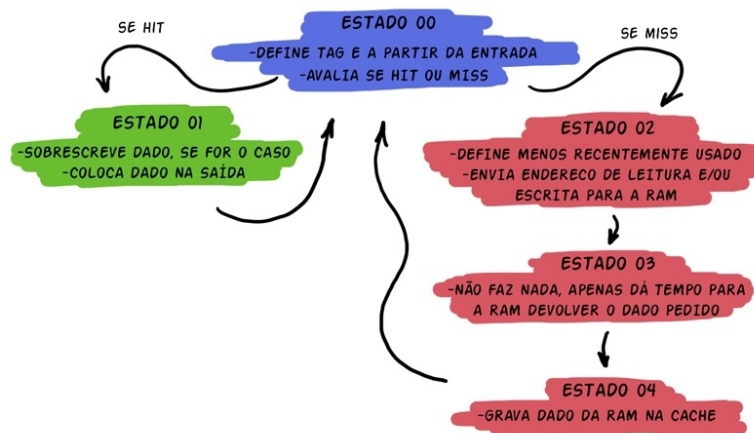 ESTADO 00
-DEFINE TAG E A PARTIR DA ENTRADA
-AVALIA SE HIT OU MISS
SE HIT
SE MISS
ESTADO 01
-SOBRESCREVE DADO, SE FOR O CASO
-COLOCA DADO NA SAÍDA
ESTADO 02
-DEFINE MENOS RECENTEMENTE USADO
-ENVIA ENDERECO DE LEITURA E/OU
ESCRITA PARA A RAM
ESTADO 03
-NÃO FAZ NADA, APENAS DÁ TEMPO PARA
A RAM DEVOLVER O DADO PEDIDO
ESTADO 04
-GRAVA DADO DA RAM NA CACHE